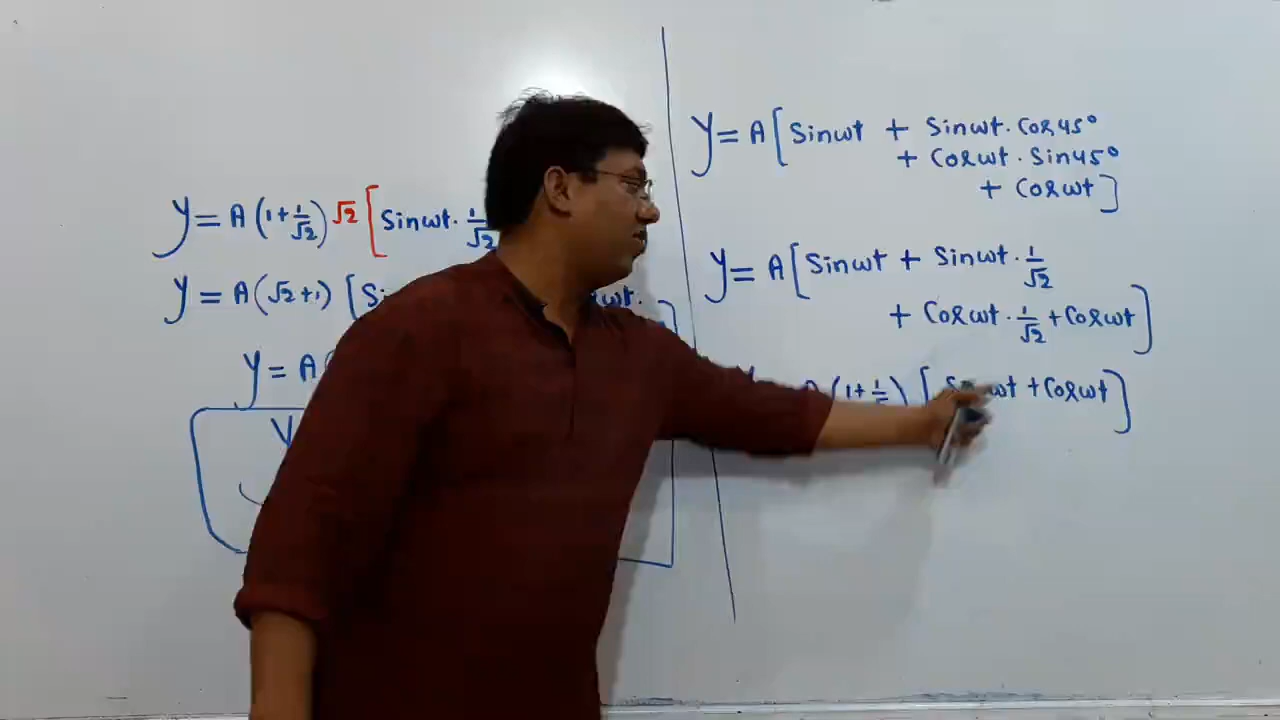 y = A (1+1/√2) √2 [Sinωt · 1/√2
y = A(√2+1) [Si ωt.
y = A
y
y = A [Sinωt + Sinωt · Cos45°
+ Cosωt · Sin45°
+ Cosωt]
y = A [Sinωt + Sinωt · 1/√2
+ Cosωt · 1/√2 + Cosωt]
A (1+ 1/√2) [Sinωt + Cosωt]